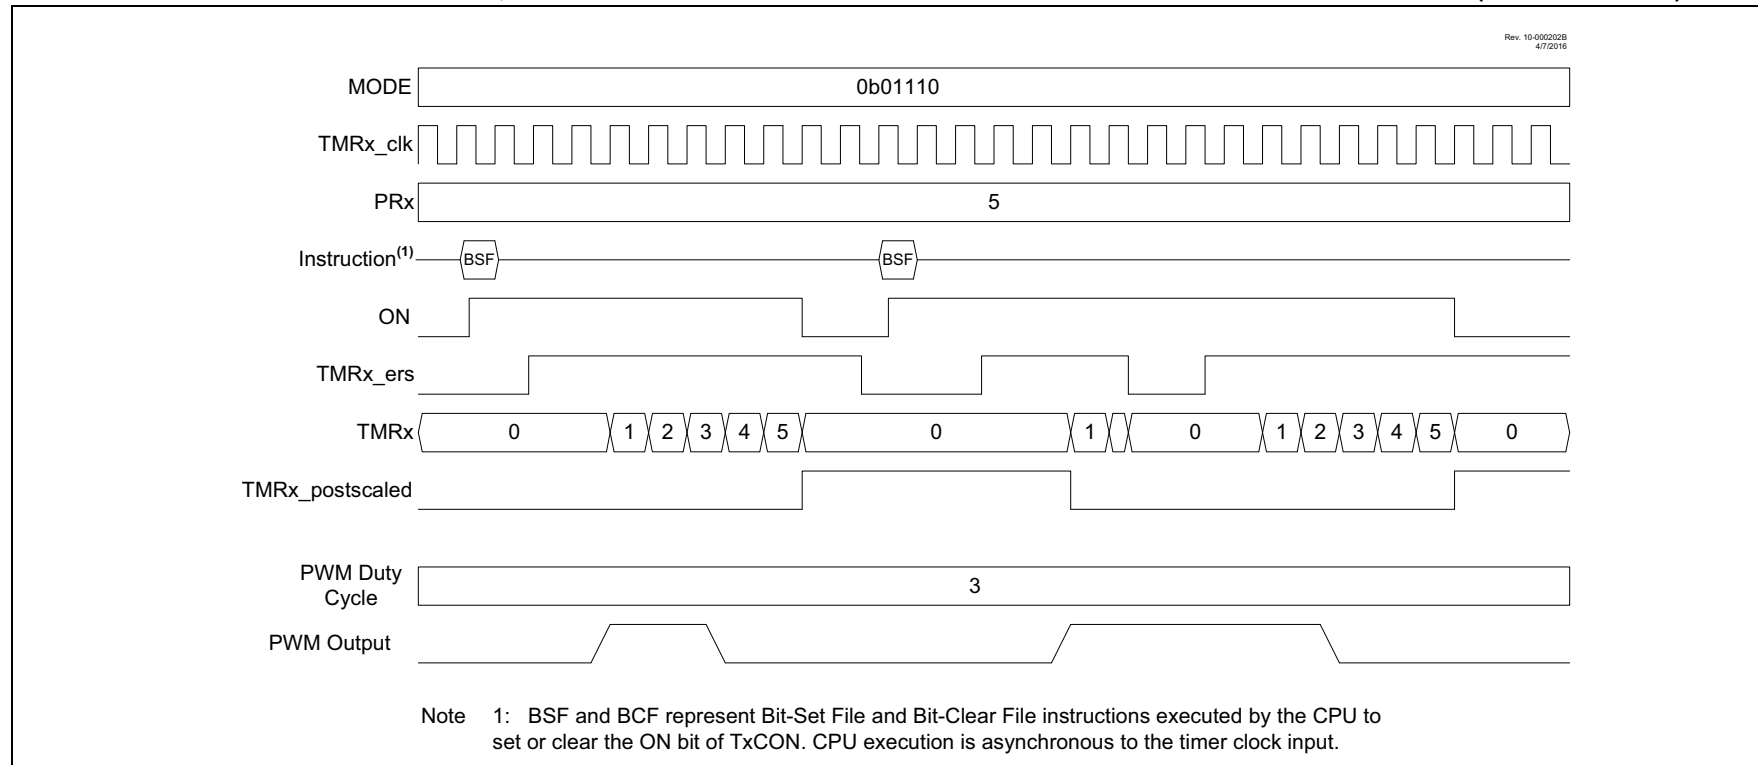 Rev. 10-000202B
4/7/2016
MODE 0b01110
TMRx_clk
PRx 5
Instruction(1) BSF BSF
ON
TMRx_ers
TMRx 0 1 2 3 4 5 0 1 0 1 2 3 4 5 0
TMRx_postscaled
PWM Duty
Cycle 3
PWM Output
Note 1: BSF and BCF represent Bit-Set File and Bit-Clear File instructions executed by the CPU to
set or clear the ON bit of TxCON. CPU execution is asynchronous to the timer clock input.